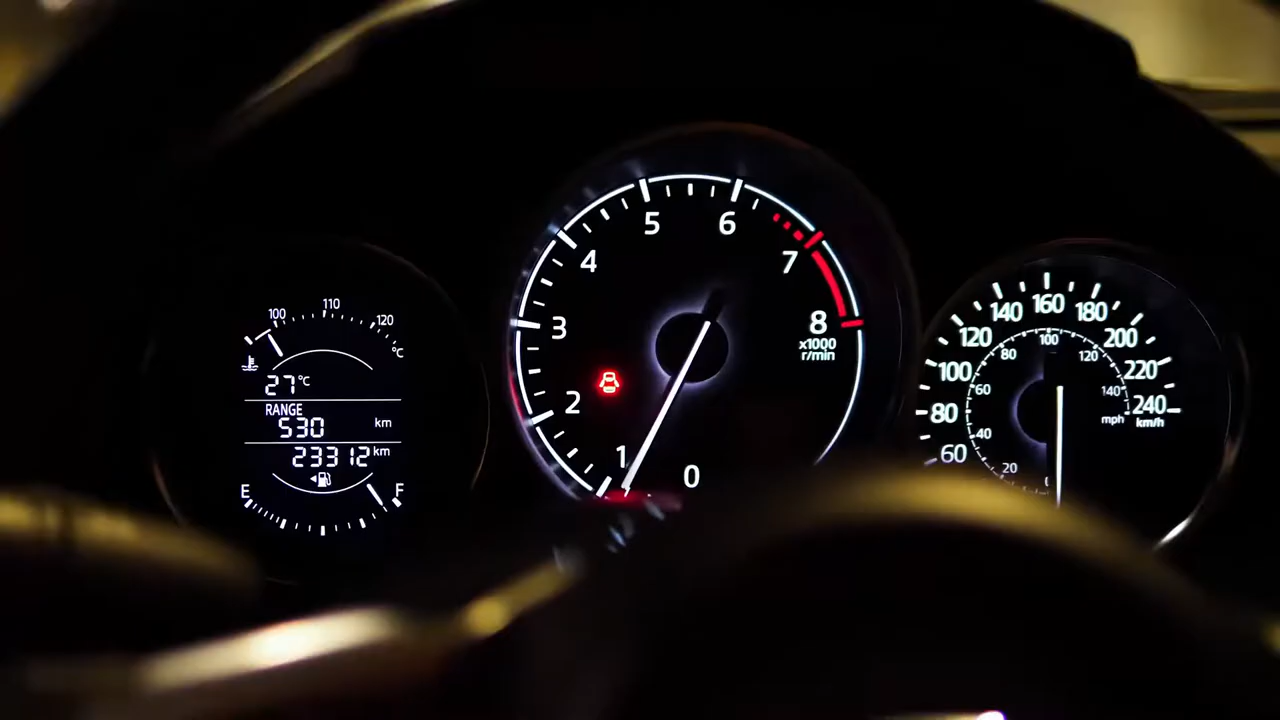 100 110 120
°C
27°C
RANGE
530 km
23312 km
E F
0 1 2 3 4 5 6 7 8
x1000
r/min
60 80 100 120 140 160 180 200 220 240
km/h
0 20 40 60 80 100 120 140
mph